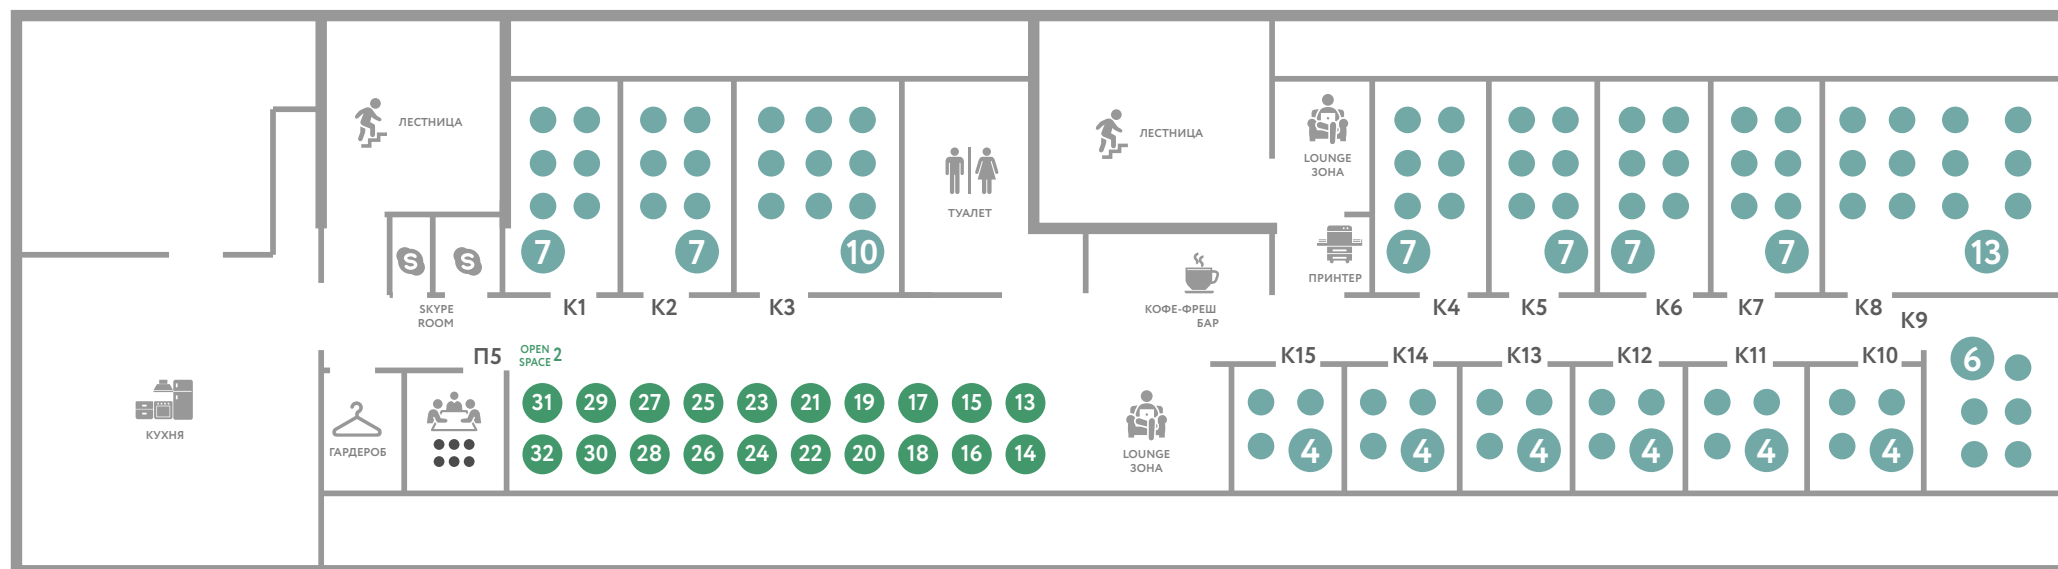 ЛЕСТНИЦА
ЛЕСТНИЦА
LOUNGE
ЗОНА
ТУАЛЕТ
7
7
10
7
7
7
7
13
S
S
ПРИНТЕР
SKYPE
ROOM
К1
К2
К3
КОФЕ-ФРЕШ
БАР
К4
К5
К6
К7
К8
К9
П5
OPEN
SPACE 2
К15
К14
К13
К12
К11
К10
6
31 29 27 25 23 21 19 17 15 13
32 30 28 26 24 22 20 18 16 14
4
4
4
4
4
4
КУХНЯ
ГАРДЕРОБ
LOUNGE
ЗОНА